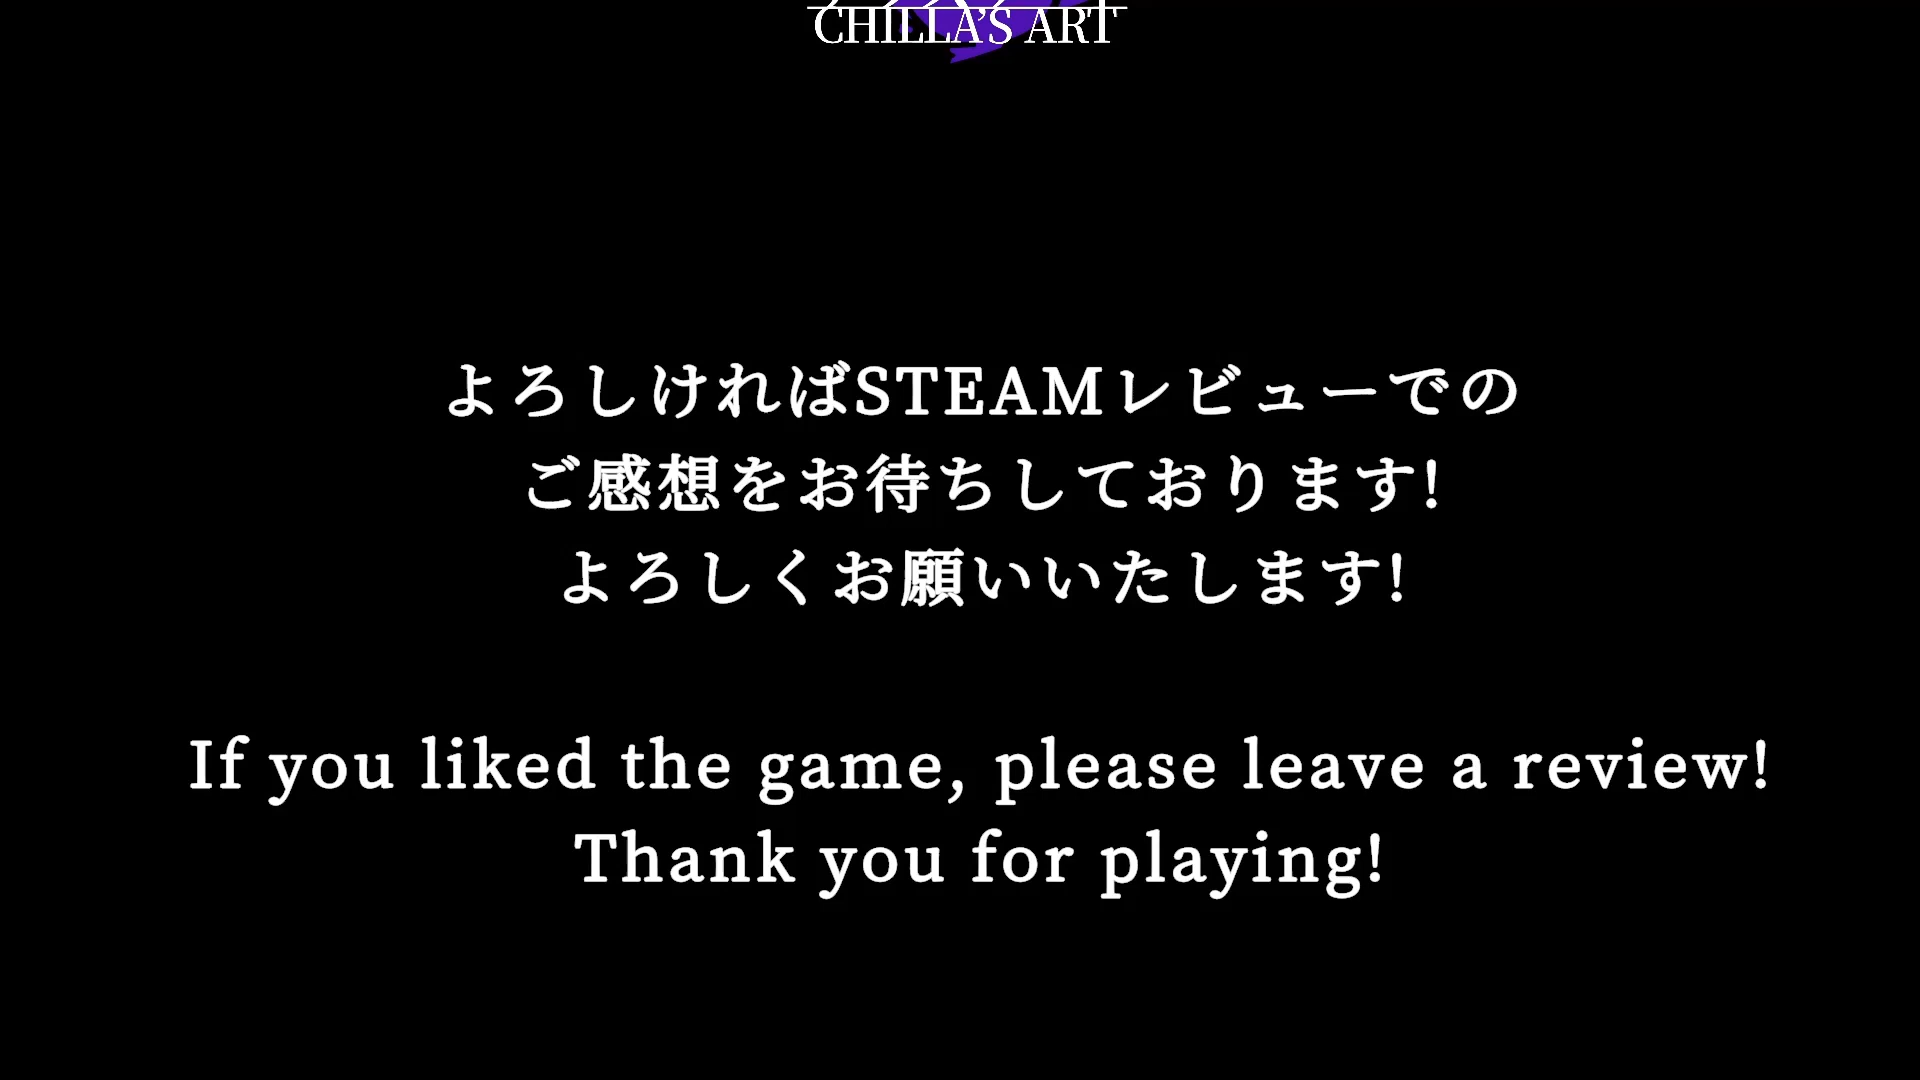 CHILLA'S ART
よろしければSTEAMレビューでの
ご感想をお待ちしております!
よろしくお願いいたします!
If you liked the game, please leave a review!
Thank you for playing!